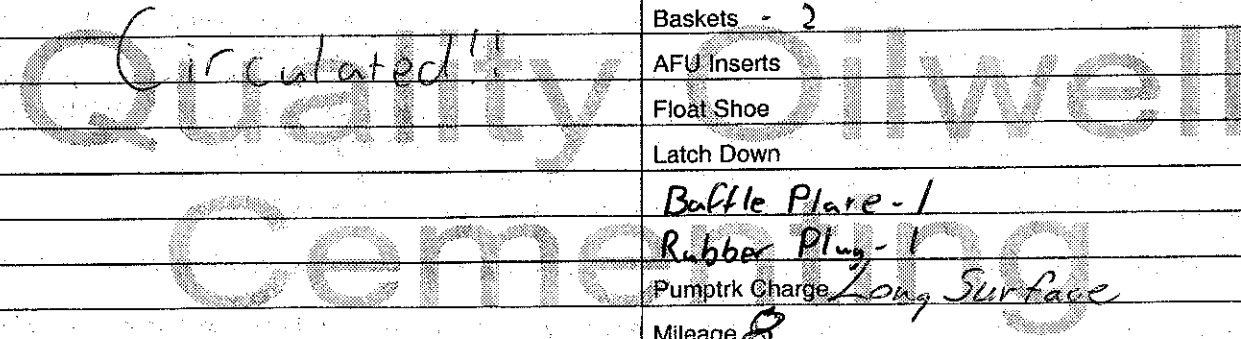 Baskets - 2
Circulated!!
AFU Inserts
Float Shoe
Latch Down
Baffle Plate - 1
Rubber Plug - 1
Pumptrk Charge Long Surface
Mileage 8
Quality Oilwell
Cementing